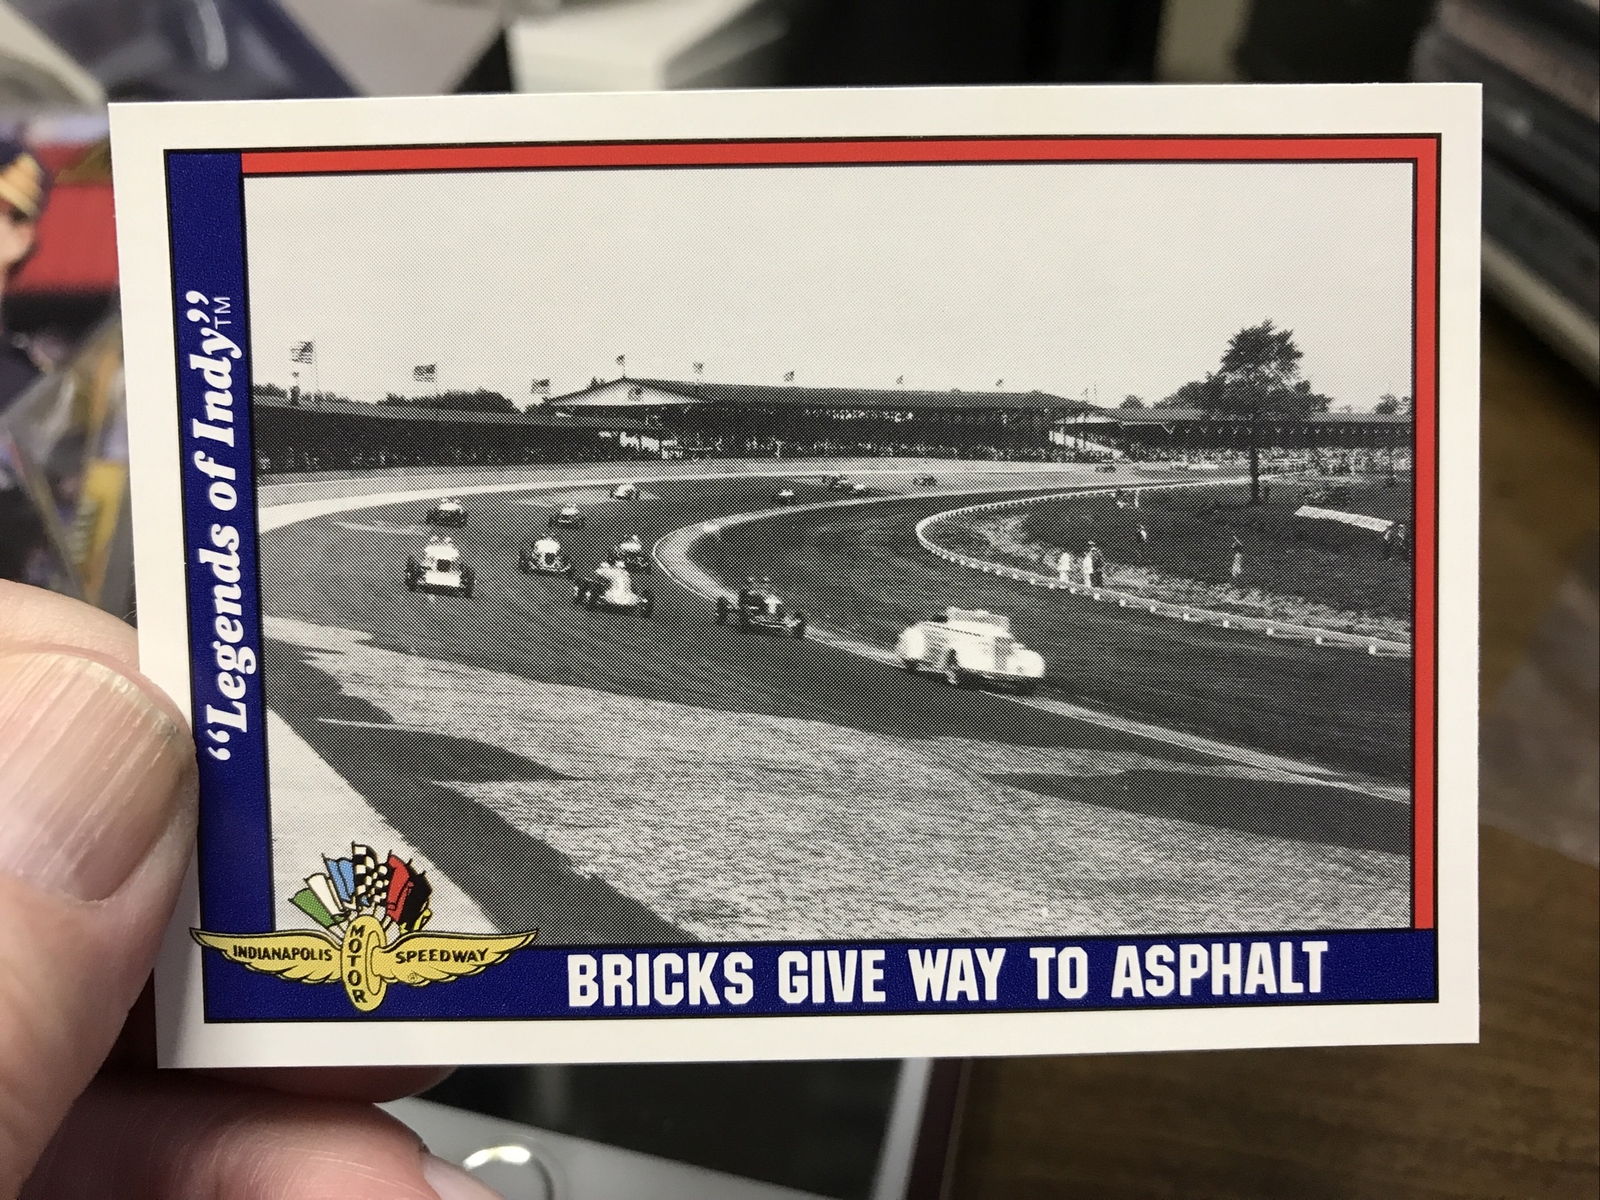 “Legends of Indy”™
INDIANAPOLIS MOTOR SPEEDWAY
BRICKS GIVE WAY TO ASPHALT